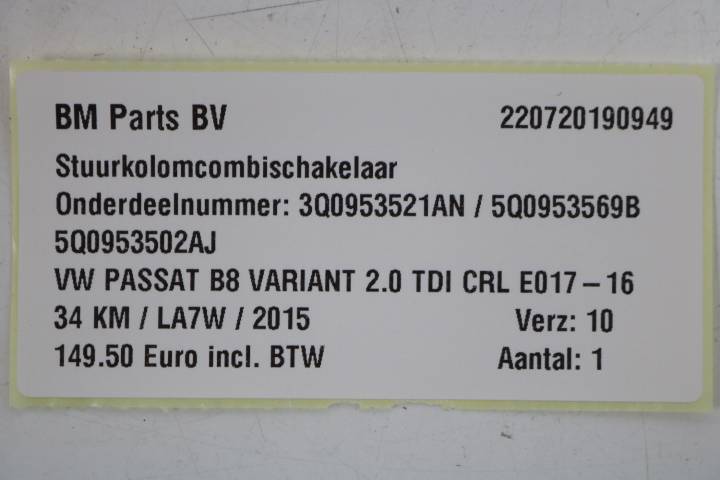 BM Parts BV 220720190949
Stuurkolomcombischakelaar
Onderdeelnummer: 3Q0953521AN / 5Q0953569B
5Q0953502AJ
VW PASSAT B8 VARIANT 2.0 TDI CRL E017-16
34 KM / LA7W / 2015 Verz: 10
149.50 Euro incl. BTW Aantal: 1